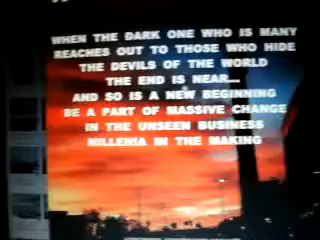 WHEN THE DARK ONE WHO IS MANY
REACHES OUT TO THOSE WHO HIDE
THE DEVILS OF THE WORLD
THE END IS NEAR...
AND SO IS A NEW BEGINNING
BE A PART OF MASSIVE CHANGE
IN THE UNSEEN BUSINESS
MILLENIA IN THE MAKING